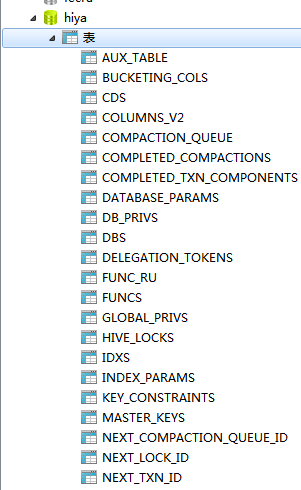 hiya
表
AUX_TABLE
BUCKETING_COLS
CDS
COLUMNS_V2
COMPACTION_QUEUE
COMPLETED_COMPACTIONS
COMPLETED_TXN_COMPONENTS
DATABASE_PARAMS
DB_PRIVS
DBS
DELEGATION_TOKENS
FUNC_RU
FUNCS
GLOBAL_PRIVS
HIVE_LOCKS
IDXS
INDEX_PARAMS
KEY_CONSTRAINTS
MASTER_KEYS
NEXT_COMPACTION_QUEUE_ID
NEXT_LOCK_ID
NEXT_TXN_ID